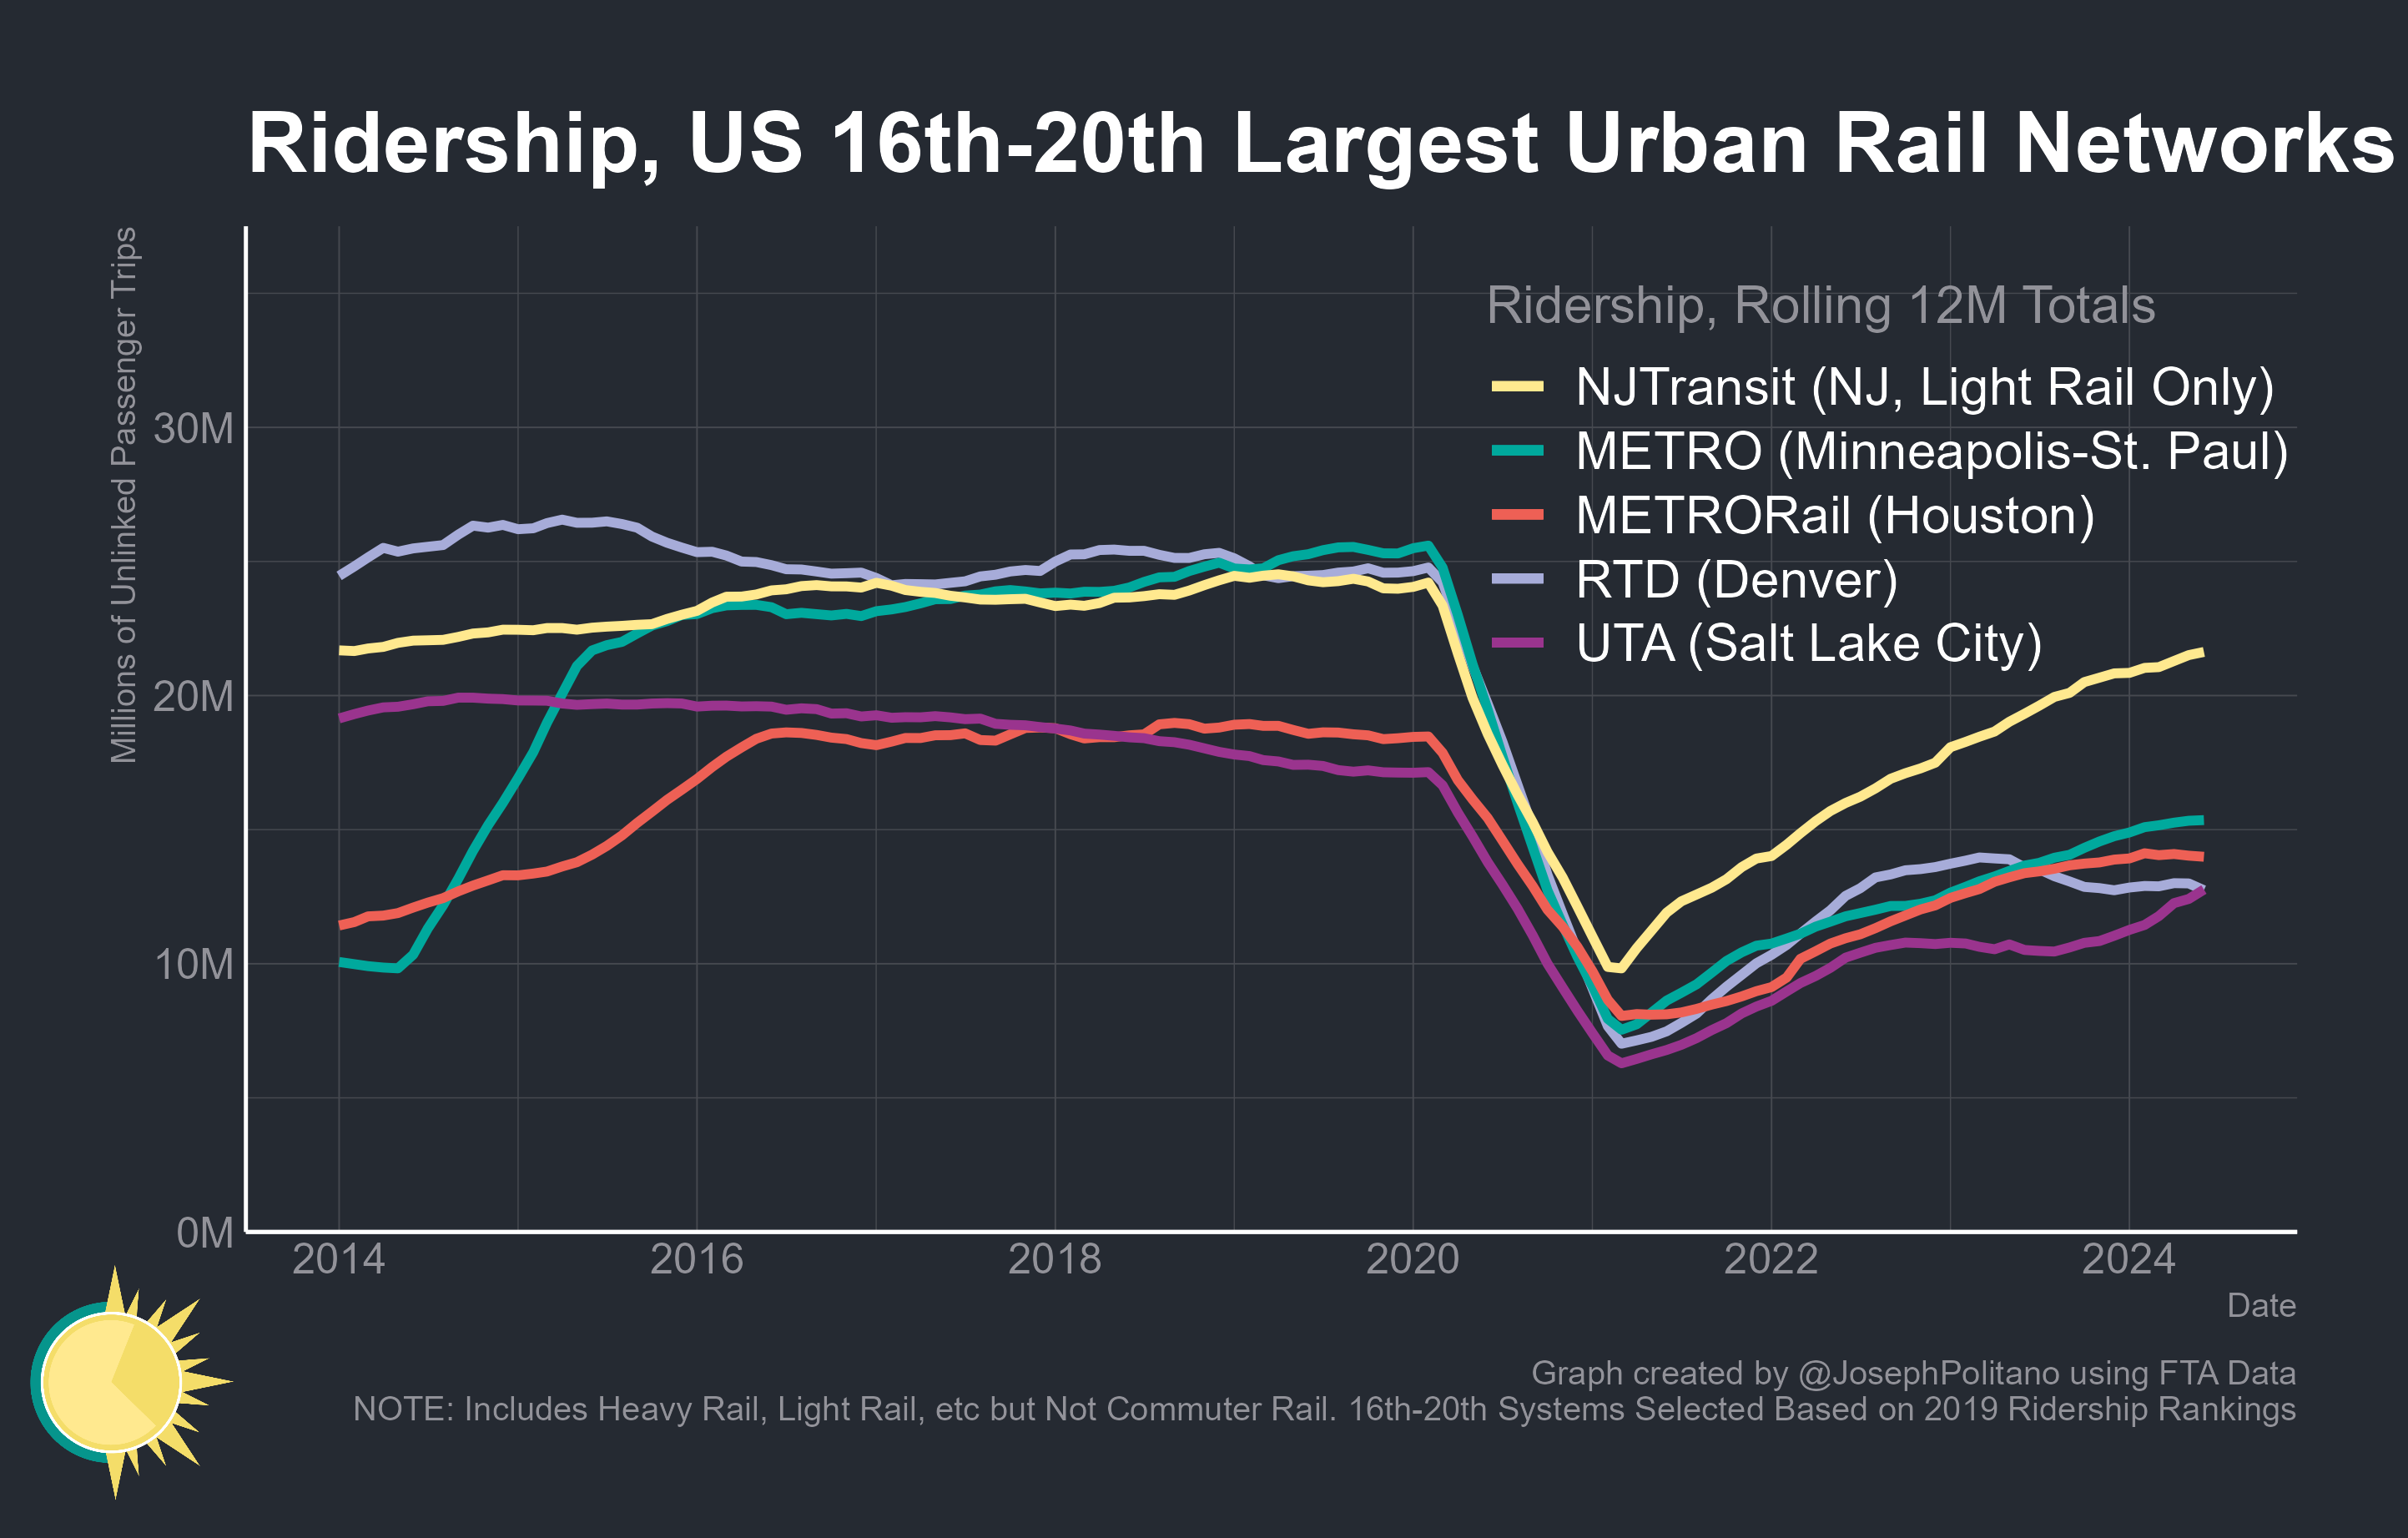 Ridership, US 16th-20th Largest Urban Rail Networks
Millions of Unlinked Passenger Trips
Ridership, Rolling 12M Totals
NJTransit (NJ, Light Rail Only)
METRO (Minneapolis-St. Paul)
METRORail (Houston)
RTD (Denver)
UTA (Salt Lake City)
30M
20M
10M
0M
2014 2016 2018 2020 2022 2024
Date
Graph created by @JosephPolitano using FTA Data
NOTE: Includes Heavy Rail, Light Rail, etc but Not Commuter Rail. 16th-20th Systems Selected Based on 2019 Ridership Rankings